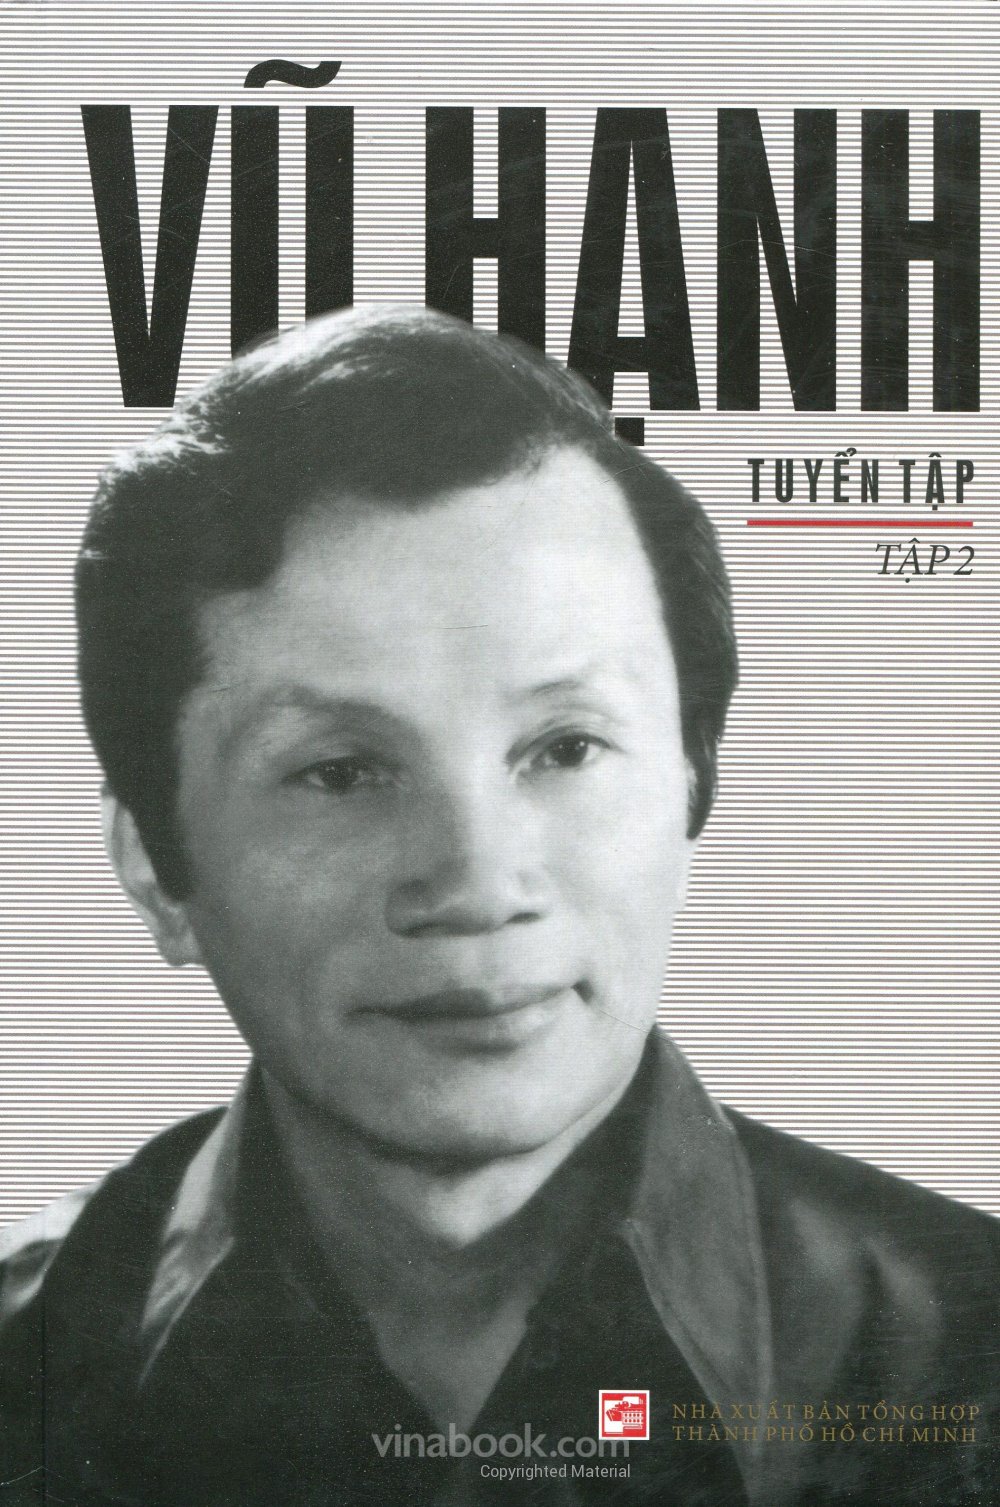 VŨ HẠNH
TUYỂN TẬP
TẬP 2
NHÀ XUẤT BẢN TỔNG HỢP
THÀNH PHỐ HỒ CHÍ MINH
vinabook.com
Copyrighted Material